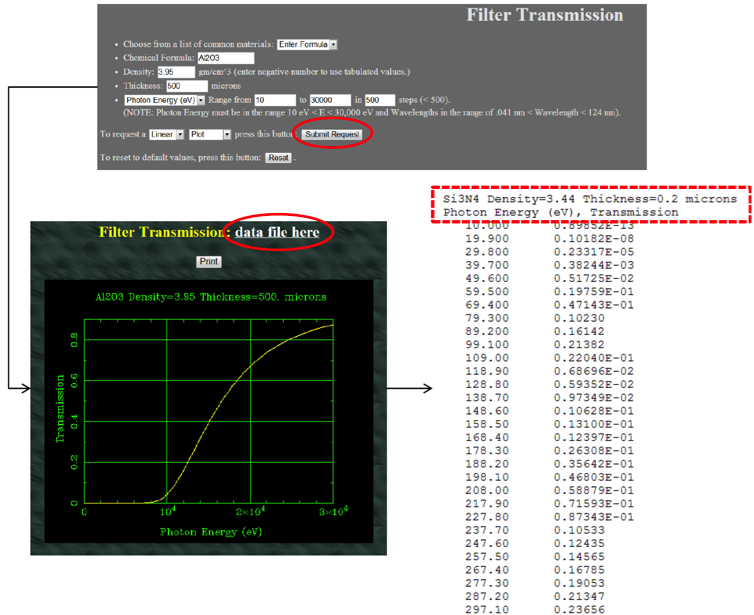 Filter Transmission
• Choose from a list of common materials: Enter Formula
• Chemical Formula: Al2O3
• Density: 3.95 gm/cm^3 (enter negative number to use tabulated values.)
• Thickness: 500 microns
• Photon Energy (eV) Range from 10 to 30000 in 500 steps (< 500).
(NOTE: Photon Energy must be in the range 10 eV < E < 30,000 eV and Wavelengths in the range of .041 nm < Wavelength < 124 nm).
To request a Linear Plot press this button: Submit Request
To reset to default values, press this button: Reset .
Filter Transmission: data file here
Print
Al2O3 Density=3.95 Thickness=500. microns
Transmission
0.8
0.6
0.4
0.2
0
0 10^4 2×10^4 3×10^4
Photon Energy (eV)
Si3N4 Density=3.44 Thickness=0.2 microns
Photon Energy (eV), Transmission
10.000 0.89852E-13
19.900 0.10182E-08
29.800 0.23317E-05
39.700 0.38244E-03
49.600 0.51725E-02
59.500 0.19759E-01
69.400 0.47143E-01
79.300 0.10230
89.200 0.16142
99.100 0.21382
109.00 0.22040E-01
118.90 0.68696E-02
128.80 0.59352E-02
138.70 0.97349E-02
148.60 0.10628E-01
158.50 0.13100E-01
168.40 0.12397E-01
178.30 0.26308E-01
188.20 0.35642E-01
198.10 0.46803E-01
208.00 0.58879E-01
217.90 0.71593E-01
227.80 0.87343E-01
237.70 0.10533
247.60 0.12435
257.50 0.14565
267.40 0.16785
277.30 0.19053
287.20 0.21347
297.10 0.23656